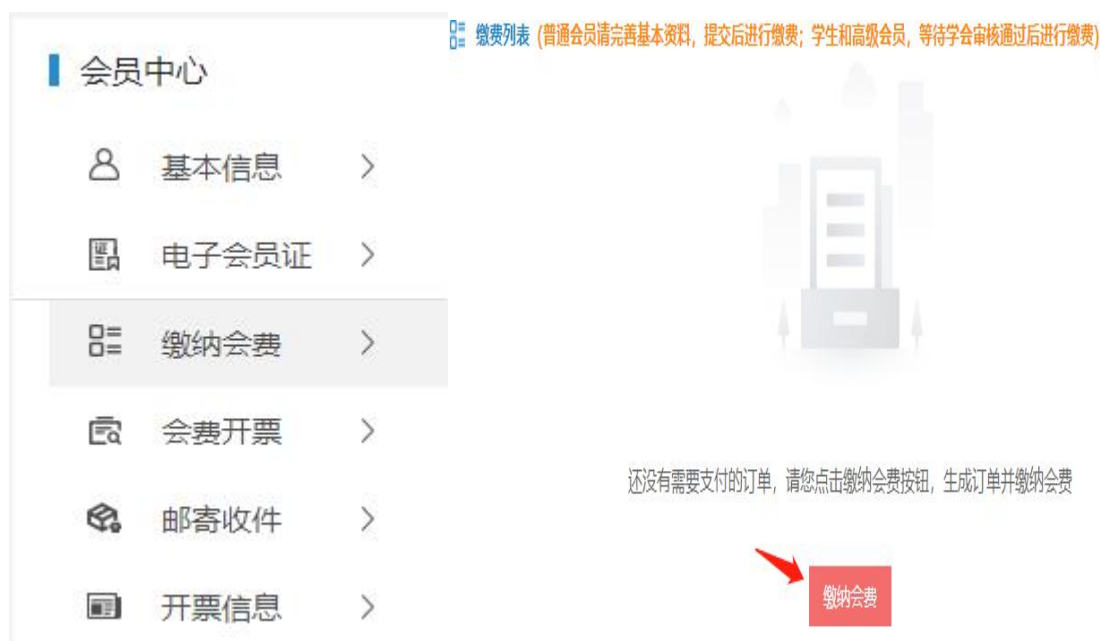 会员中心
基本信息
电子会员证
缴纳会费
会费开票
邮寄收件
开票信息
缴费列表 (普通会员请完善基本资料，提交后进行缴费；学生和高级会员，等待学会审核通过后进行缴费)
还没有需要支付的订单，请您点击缴纳会费按钮，生成订单并缴纳会费
缴纳会费